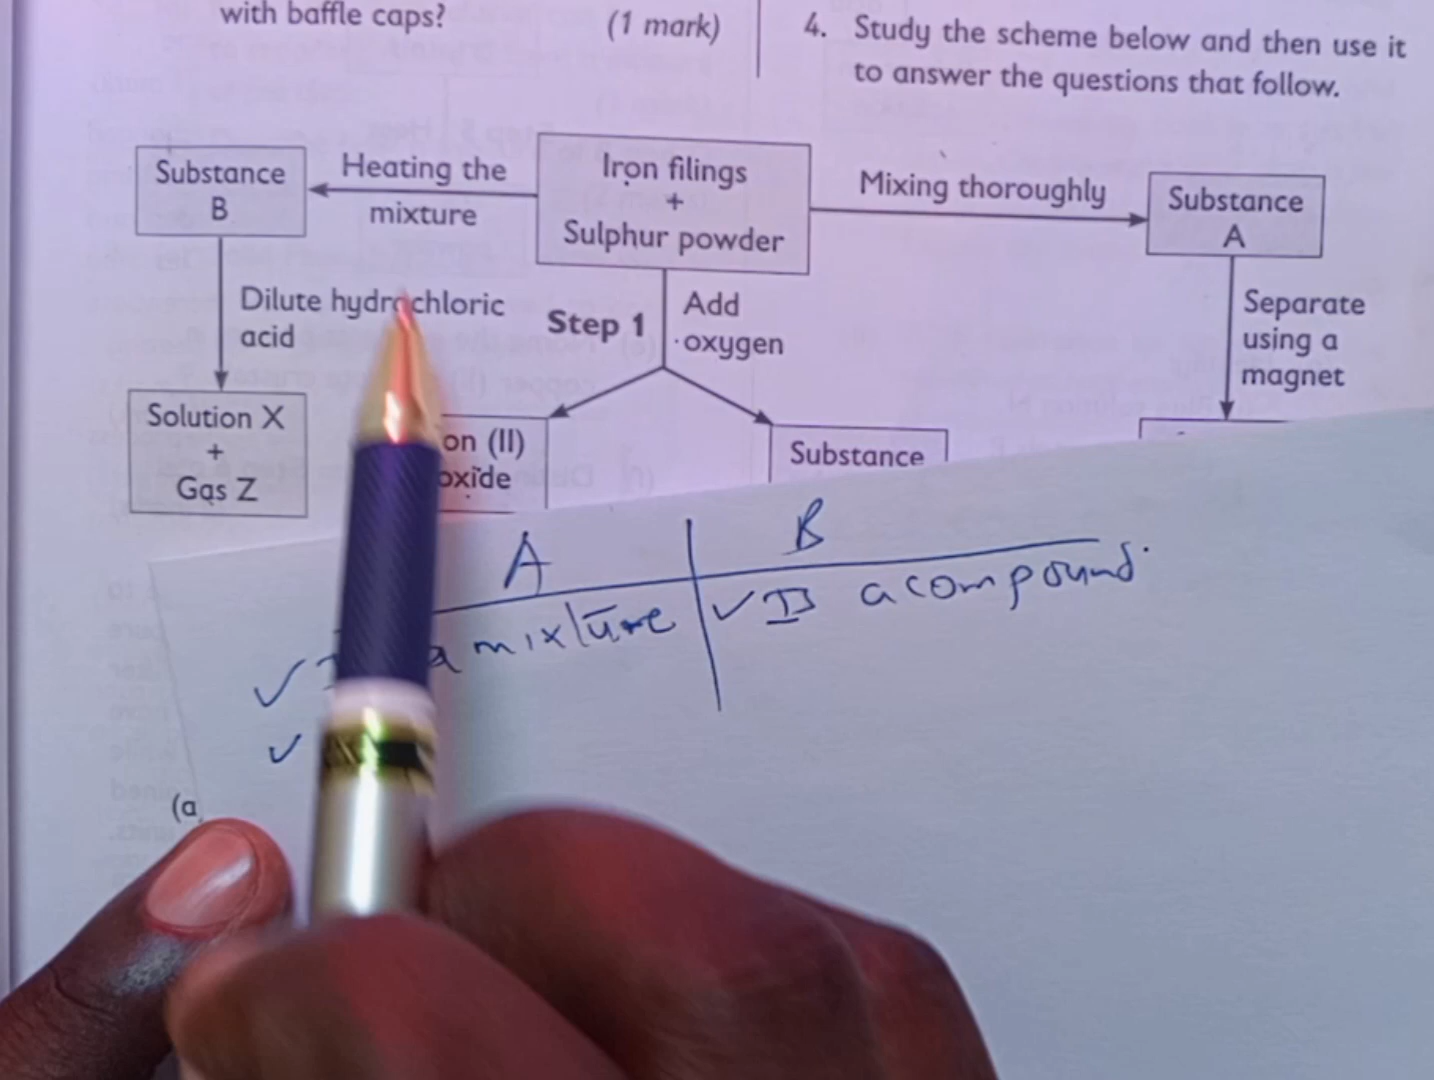 with baffle caps?
(1 mark)
4. Study the scheme below and then use it
to answer the questions that follow.
Substance
B
Heating the
mixture
Iron filings
+
Sulphur powder
Mixing thoroughly
Substance
A
Dilute hydrochloric
acid
Step 1
Add
oxygen
Separate
using a
magnet
Solution X
+
Gas Z
on (II)
oxide
Substance
A
B
a mixture
✓ Is a compound.
✓
✓
(a